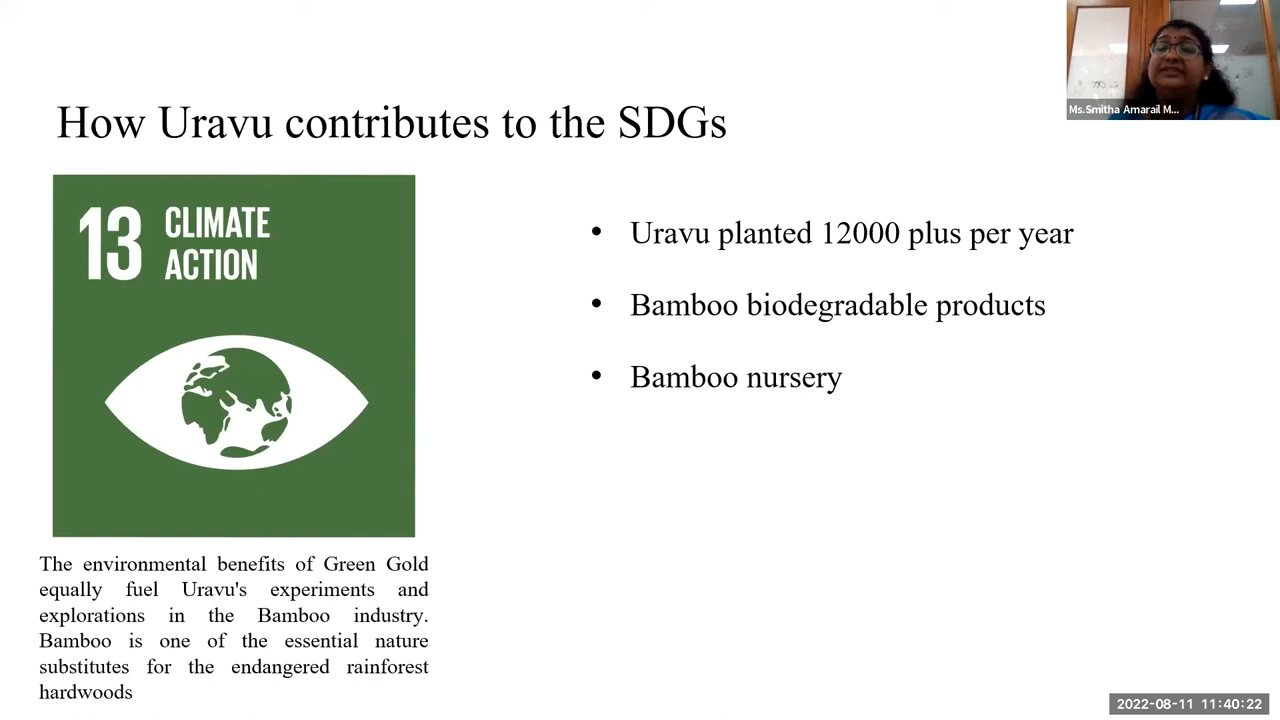 Ms.Smitha Amarail M...
How Uravu contributes to the SDGs
13 CLIMATE
ACTION
• Uravu planted 12000 plus per year
• Bamboo biodegradable products
• Bamboo nursery
The environmental benefits of Green Gold
equally fuel Uravu's experiments and
explorations in the Bamboo industry.
Bamboo is one of the essential nature
substitutes for the endangered rainforest
hardwoods
2022-08-11 11:40:22